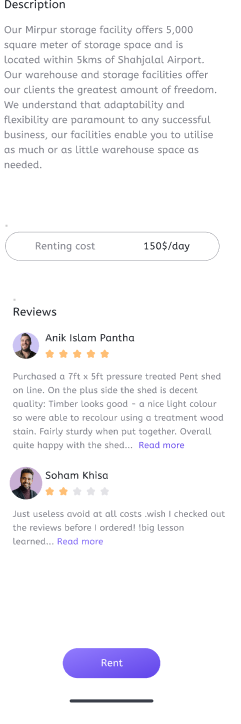 Description
Our Mirpur storage facility offers 5,000
square meter of storage space and is
located within 5kms of Shahjalal Airport.
Our warehouse and storage facilities offer
our clients the greatest amount of freedom.
We understand that adaptability and
flexibility are paramount to any successful
business, our facilities enable you to utilise
as much or as little warehouse space as
needed.
Renting cost 150$/day
Reviews
Anik Islam Pantha
Purchased a 7ft x 5ft pressure treated Pent shed
on line. On the plus side the shed is decent
quality: Timber looks good - a nice light colour
so were able to recolour using a treatment wood
stain. Fairly sturdy when put together. Overall
quite happy with the shed... Read more
Soham Khisa
Just useless avoid at all costs .wish I checked out
the reviews before I ordered! !big lesson
learned... Read more
Rent